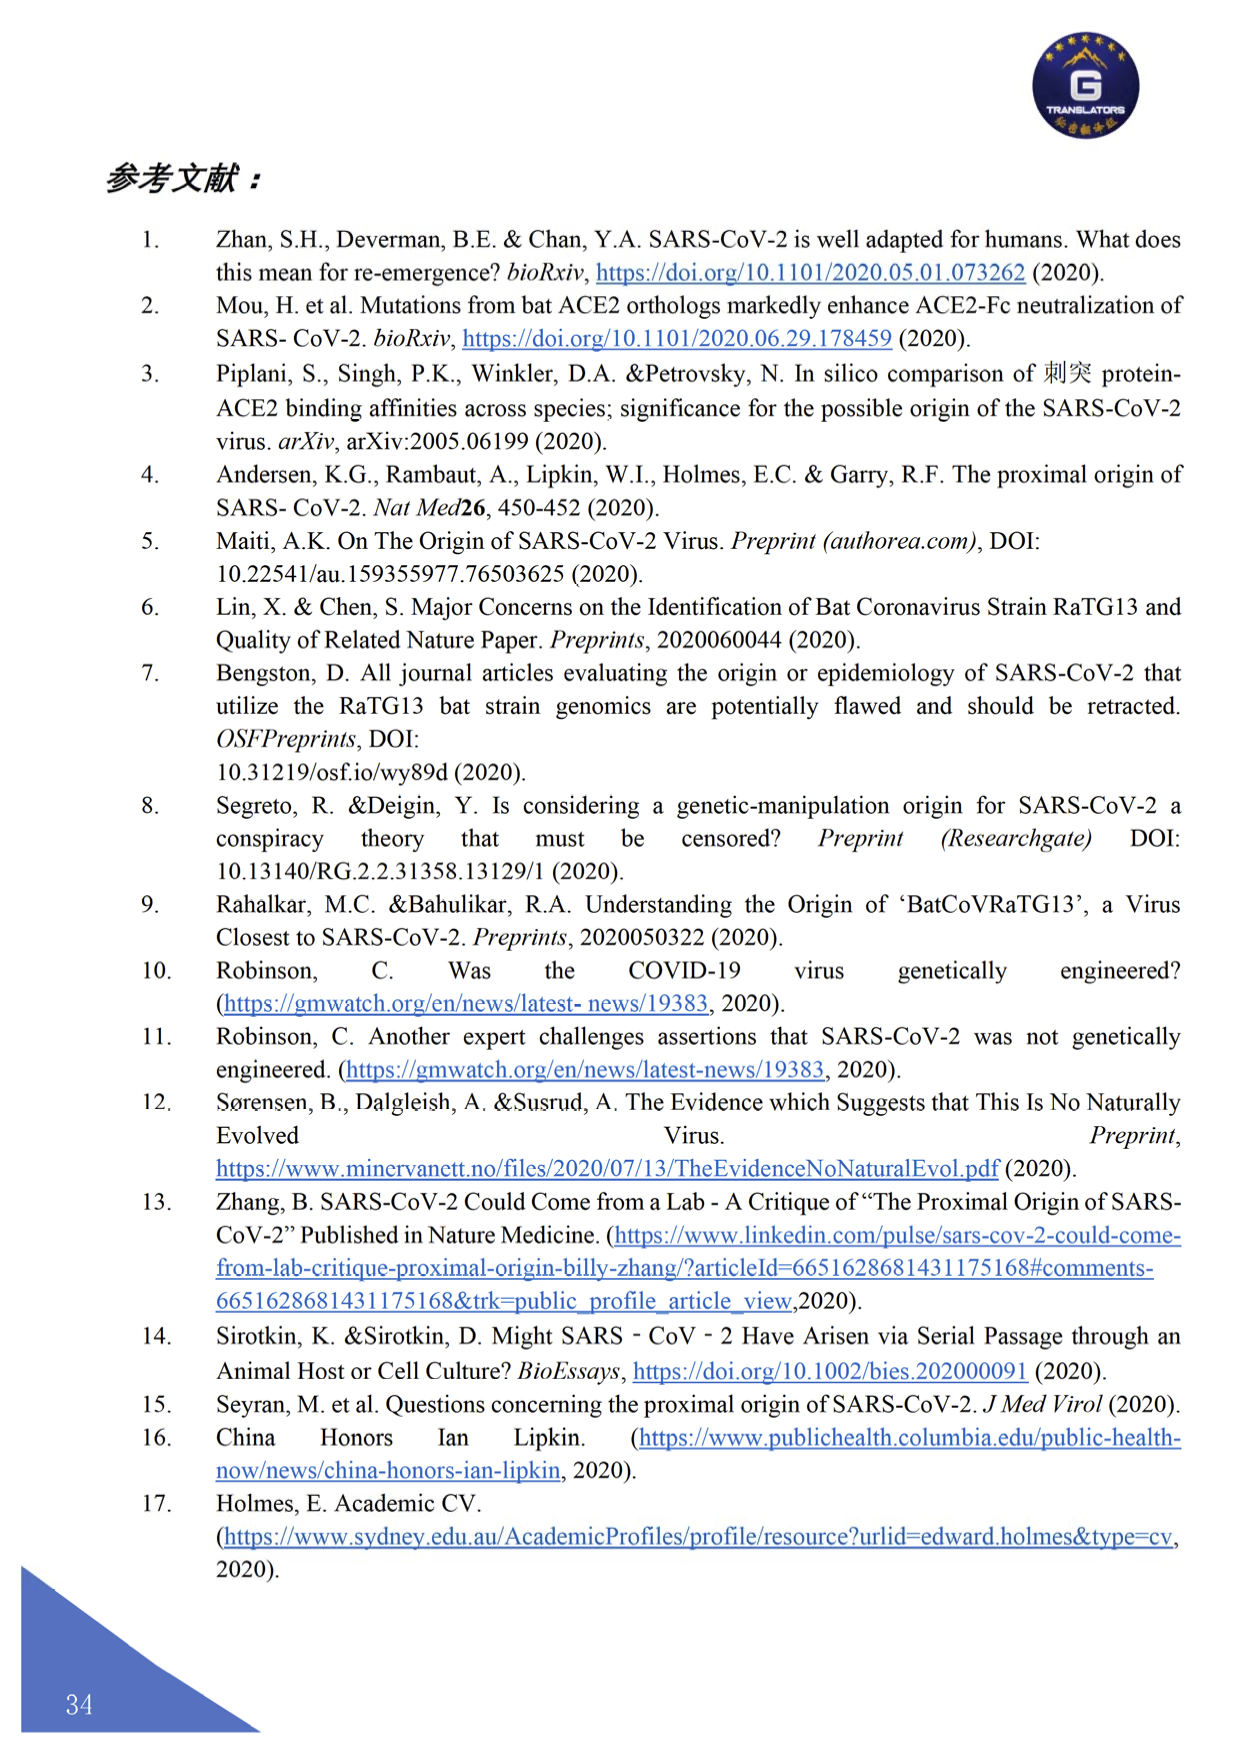 G
TRANSLATORS
参考文献：
1. Zhan, S.H., Deverman, B.E. & Chan, Y.A. SARS-CoV-2 is well adapted for humans. What does
this mean for re-emergence? bioRxiv, https://doi.org/10.1101/2020.05.01.073262 (2020).
2. Mou, H. et al. Mutations from bat ACE2 orthologs markedly enhance ACE2-Fc neutralization of
SARS- CoV-2. bioRxiv, https://doi.org/10.1101/2020.06.29.178459 (2020).
3. Piplani, S., Singh, P.K., Winkler, D.A. &Petrovsky, N. In silico comparison of 刺突 protein-
ACE2 binding affinities across species; significance for the possible origin of the SARS-CoV-2
virus. arXiv, arXiv:2005.06199 (2020).
4. Andersen, K.G., Rambaut, A., Lipkin, W.I., Holmes, E.C. & Garry, R.F. The proximal origin of
SARS- CoV-2. Nat Med26, 450-452 (2020).
5. Maiti, A.K. On The Origin of SARS-CoV-2 Virus. Preprint (authorea.com), DOI:
10.22541/au.159355977.76503625 (2020).
6. Lin, X. & Chen, S. Major Concerns on the Identification of Bat Coronavirus Strain RaTG13 and
Quality of Related Nature Paper. Preprints, 2020060044 (2020).
7. Bengston, D. All journal articles evaluating the origin or epidemiology of SARS-CoV-2 that
utilize the RaTG13 bat strain genomics are potentially flawed and should be retracted.
OSFPreprints, DOI:
10.31219/osf.io/wy89d (2020).
8. Segreto, R. &Deigin, Y. Is considering a genetic-manipulation origin for SARS-CoV-2 a
conspiracy theory that must be censored? Preprint (Researchgate) DOI:
10.13140/RG.2.2.31358.13129/1 (2020).
9. Rahalkar, M.C. &Bahulikar, R.A. Understanding the Origin of ‘BatCoVRaTG13’, a Virus
Closest to SARS-CoV-2. Preprints, 2020050322 (2020).
10. Robinson, C. Was the COVID-19 virus genetically engineered?
(https://gmwatch.org/en/news/latest- news/19383, 2020).
11. Robinson, C. Another expert challenges assertions that SARS-CoV-2 was not genetically
engineered. (https://gmwatch.org/en/news/latest-news/19383, 2020).
12. Sørensen, B., Dalgleish, A. &Susrud, A. The Evidence which Suggests that This Is No Naturally
Evolved Virus. Preprint,
https://www.minervanett.no/files/2020/07/13/TheEvidenceNoNaturalEvol.pdf (2020).
13. Zhang, B. SARS-CoV-2 Could Come from a Lab - A Critique of “The Proximal Origin of SARS-
CoV-2” Published in Nature Medicine. (https://www.linkedin.com/pulse/sars-cov-2-could-come-
from-lab-critique-proximal-origin-billy-zhang/?articleId=6651628681431175168#comments-
6651628681431175168&trk=public_profile_article_view,2020).
14. Sirotkin, K. &Sirotkin, D. Might SARS‐CoV‐2 Have Arisen via Serial Passage through an
Animal Host or Cell Culture? BioEssays, https://doi.org/10.1002/bies.202000091 (2020).
15. Seyran, M. et al. Questions concerning the proximal origin of SARS-CoV-2. J Med Virol (2020).
16. China Honors Ian Lipkin. (https://www.publichealth.columbia.edu/public-health-
now/news/china-honors-ian-lipkin, 2020).
17. Holmes, E. Academic CV.
(https://www.sydney.edu.au/AcademicProfiles/profile/resource?urlid=edward.holmes&type=cv,
2020).
34